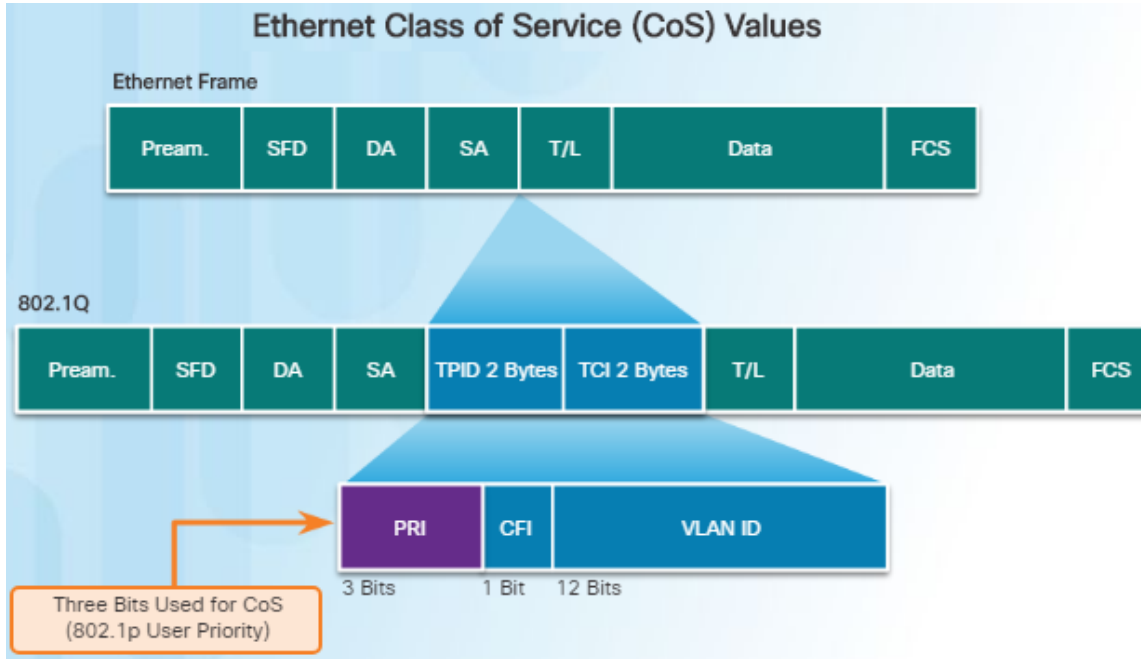 Ethernet Class of Service (CoS) Values
Ethernet Frame
Pream. SFD DA SA T/L Data FCS
802.1Q
Pream. SFD DA SA TPID 2 Bytes TCI 2 Bytes T/L Data FCS
PRI CFI VLAN ID
3 Bits 1 Bit 12 Bits
Three Bits Used for CoS
(802.1p User Priority)